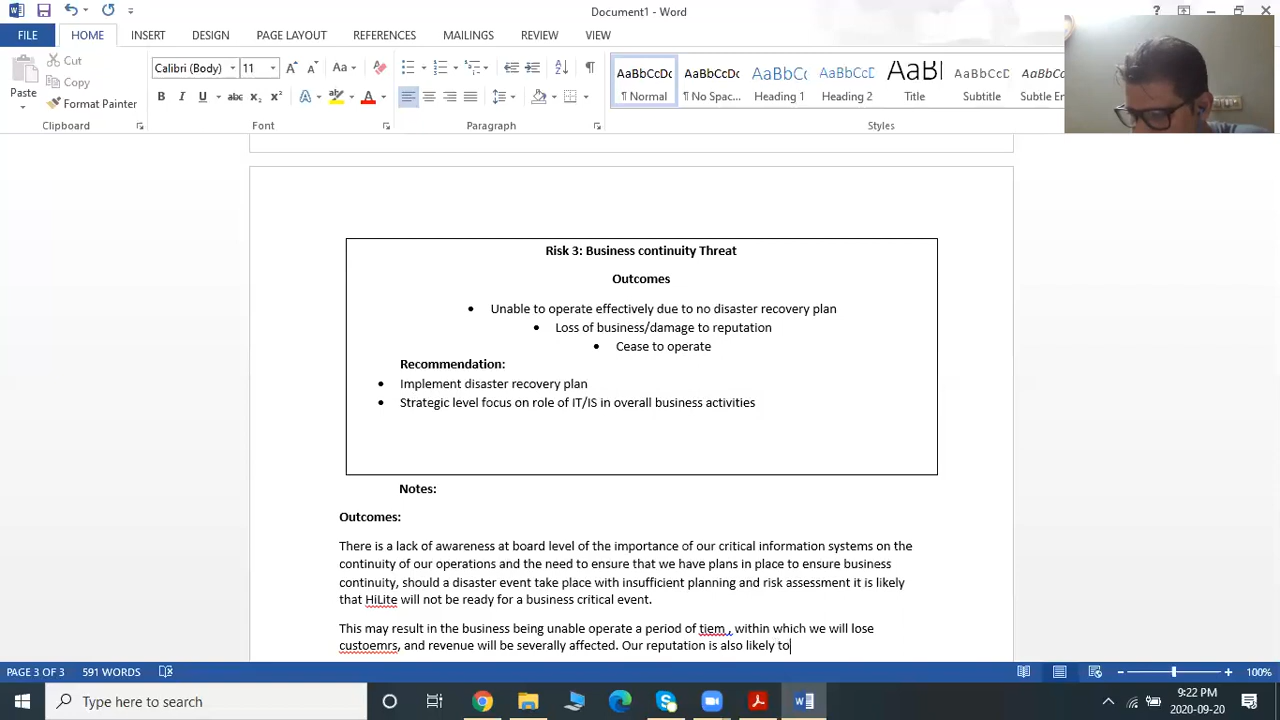 Document1 - Word
?
FILE HOME INSERT DESIGN PAGE LAYOUT REFERENCES MAILINGS REVIEW VIEW
Cut
Copy
Format Painter
Paste
Clipboard
Calibri (Body) 11
Font
Paragraph
AaBbCcDc AaBbCcDc AaBbCc AaBbCcD AaBl AaBbCcD AaBbCcD
¶ Normal ¶ No Spac... Heading 1 Heading 2 Title Subtitle Subtle En
Styles
Risk 3: Business continuity Threat
Outcomes
• Unable to operate effectively due to no disaster recovery plan
• Loss of business/damage to reputation
• Cease to operate
Recommendation:
• Implement disaster recovery plan
• Strategic level focus on role of IT/IS in overall business activities
Notes:
Outcomes:
There is a lack of awareness at board level of the importance of our critical information systems on the
continuity of our operations and the need to ensure that we have plans in place to ensure business
continuity, should a disaster event take place with insufficient planning and risk assessment it is likely
that HiLite will not be ready for a business critical event.
This may result in the business being unable operate a period of tiem , within which we will lose
custoemrs, and revenue will be severally affected. Our reputation is also likely to
PAGE 3 OF 3 591 WORDS
100%
Type here to search
9:22 PM
2020-09-20